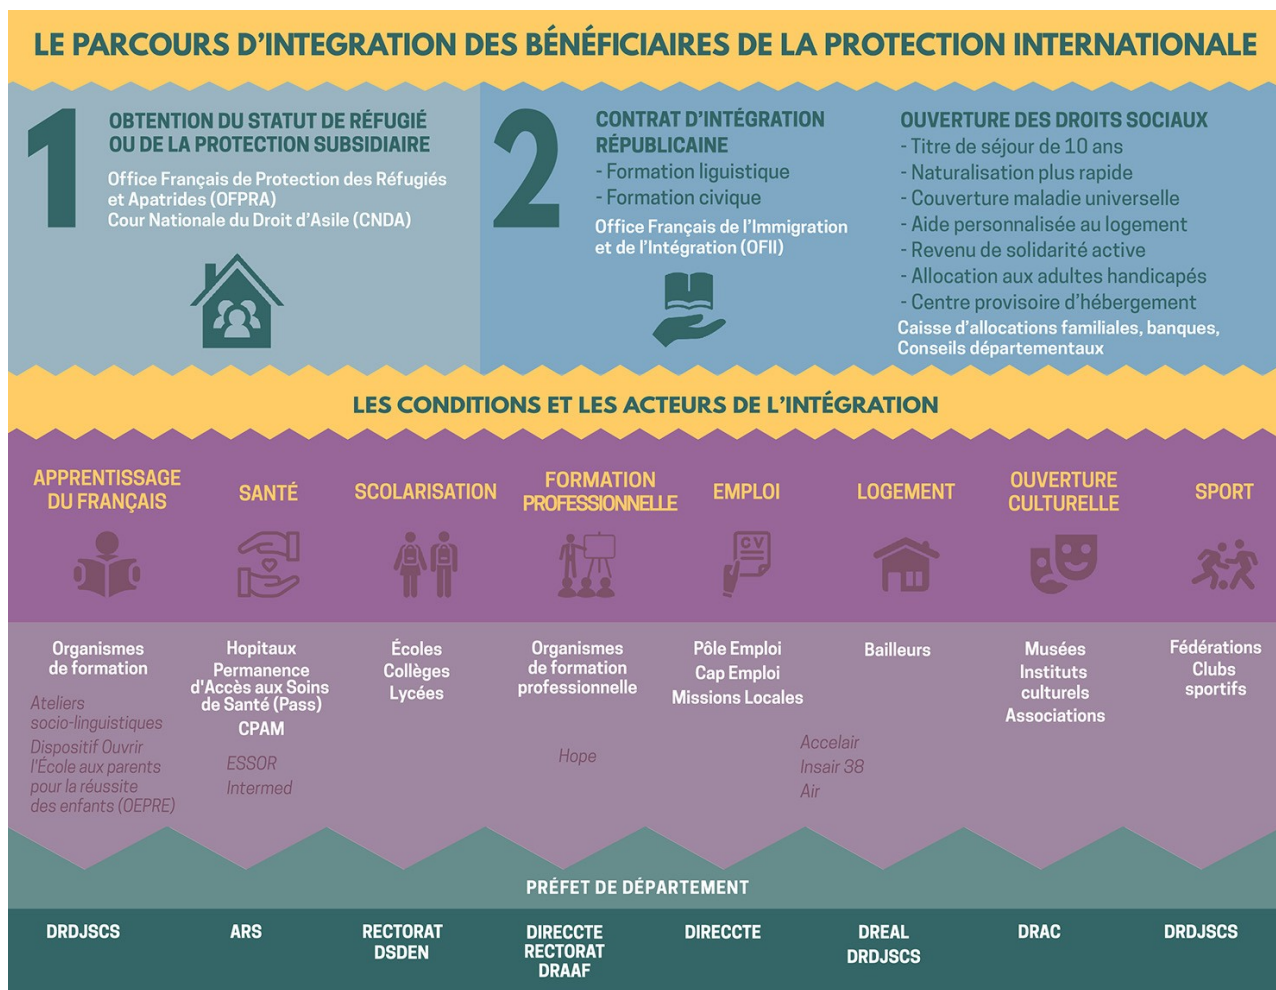 LE PARCOURS D'INTEGRATION DES BÉNÉFICIAIRES DE LA PROTECTION INTERNATIONALE
1
OBTENTION DU STATUT DE RÉFUGIÉ
OU DE LA PROTECTION SUBSIDIAIRE
Office Français de Protection des Réfugiés
et Apatrides (OFPRA)
Cour Nationale du Droit d'Asile (CNDA)
2
CONTRAT D'INTÉGRATION
RÉPUBLICAINE
- Formation liguistique
- Formation civique
Office Français de l'Immigration
et de l'Intégration (OFII)
OUVERTURE DES DROITS SOCIAUX
- Titre de séjour de 10 ans
- Naturalisation plus rapide
- Couverture maladie universelle
- Aide personnalisée au logement
- Revenu de solidarité active
- Allocation aux adultes handicapés
- Centre provisoire d'hébergement
Caisse d'allocations familiales, banques,
Conseils départementaux
LES CONDITIONS ET LES ACTEURS DE L'INTÉGRATION
APPRENTISSAGE
DU FRANÇAIS
Organismes
de formation
Ateliers
socio-linguistiques
Dispositif Ouvrir
l'École aux parents
pour la réussite
des enfants (OEPRE)
SANTÉ
Hopitaux
Permanence
d'Accès aux Soins
de Santé (Pass)
CPAM
ESSOR
Intermed
SCOLARISATION
Écoles
Collèges
Lycées
FORMATION
PROFESSIONNELLE
Organismes
de formation
professionnelle
Hope
EMPLOI
CV
Pôle Emploi
Cap Emploi
Missions Locales
LOGEMENT
Bailleurs
Accelair
Insair 38
Air
OUVERTURE
CULTURELLE
Musées
Instituts
culturels
Associations
SPORT
Fédérations
Clubs
sportifs
PRÉFET DE DÉPARTEMENT
DRDJSCS
ARS
RECTORAT
DSDEN
DIRECCTE
RECTORAT
DRAAF
DIRECCTE
DREAL
DRDJSCS
DRAC
DRDJSCS